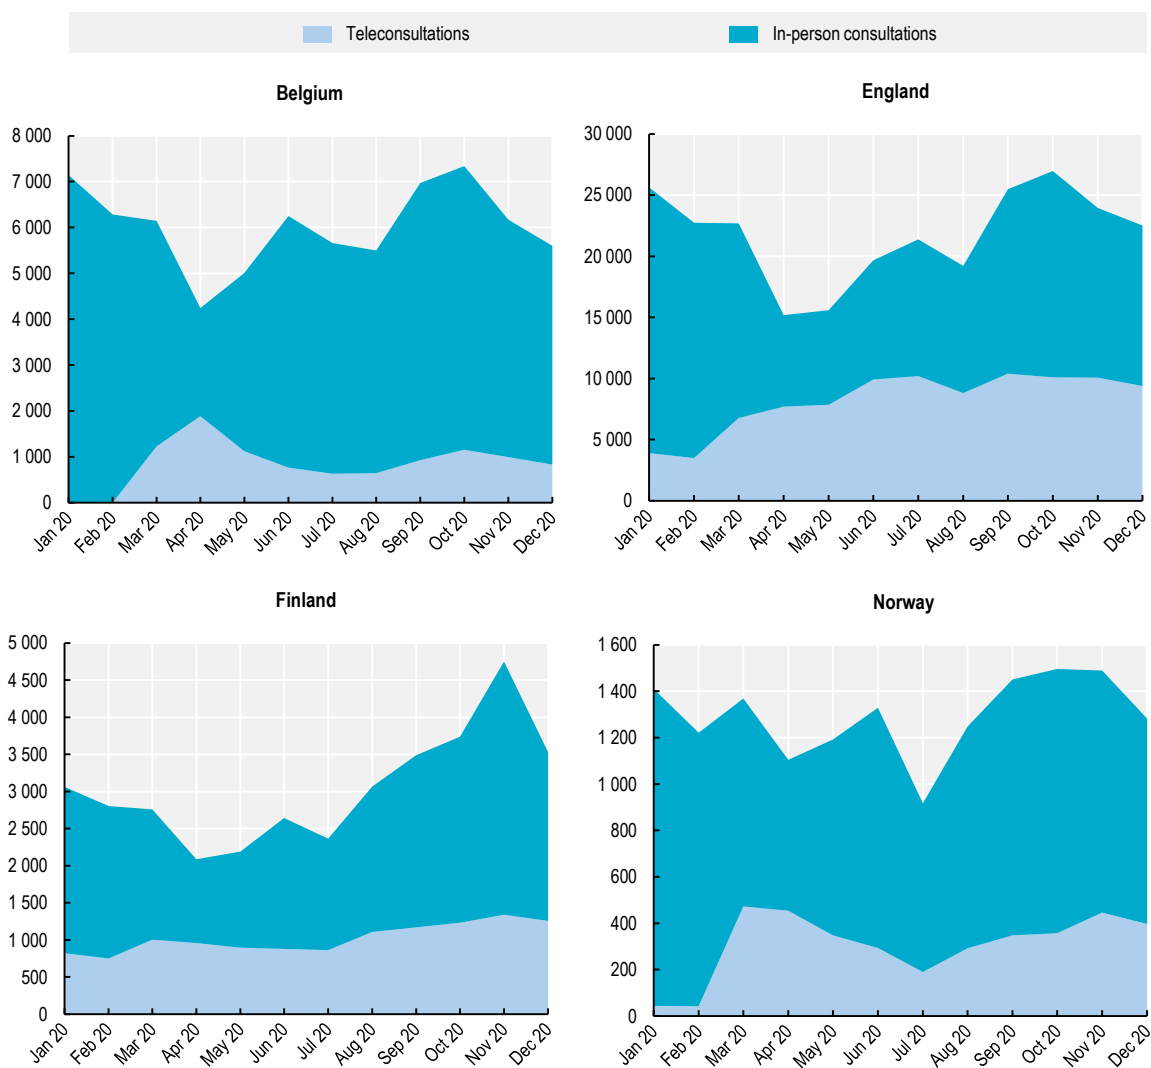 Teleconsultations
In-person consultations
Belgium
8 000
7 000
6 000
5 000
4 000
3 000
2 000
1 000
0
Jan 20
Feb 20
Mar 20
Apr 20
May 20
Jun 20
Jul 20
Aug 20
Sep 20
Oct 20
Nov 20
Dec 20
England
30 000
25 000
20 000
15 000
10 000
5 000
0
Jan 20
Feb 20
Mar 20
Apr 20
May 20
Jun 20
Jul 20
Aug 20
Sep 20
Oct 20
Nov 20
Dec 20
Finland
5 000
4 500
4 000
3 500
3 000
2 500
2 000
1 500
1 000
500
0
Jan 20
Feb 20
Mar 20
Apr 20
May 20
Jun 20
Jul 20
Aug 20
Sep 20
Oct 20
Nov 20
Dec 20
Norway
1 600
1 400
1 200
1 000
800
600
400
200
0
Jan 20
Feb 20
Mar 20
Apr 20
May 20
Jun 20
Jul 20
Aug 20
Sep 20
Oct 20
Nov 20
Dec 20